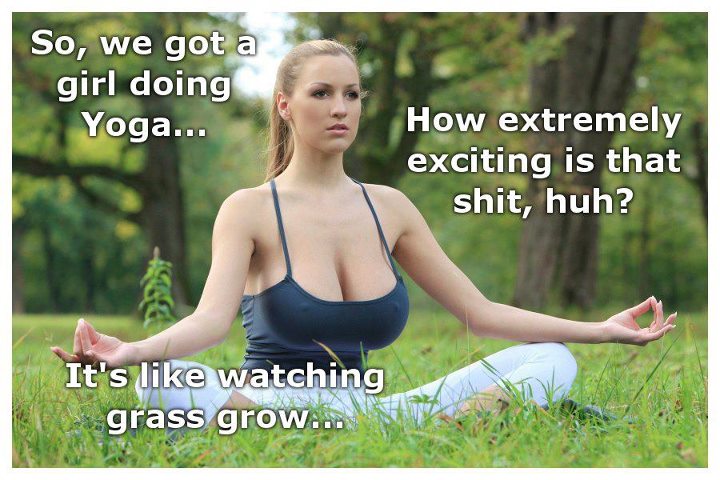 So, we got a
girl doing
Yoga...
How extremely
exciting is that
shit, huh?
It's like watching
grass grow...